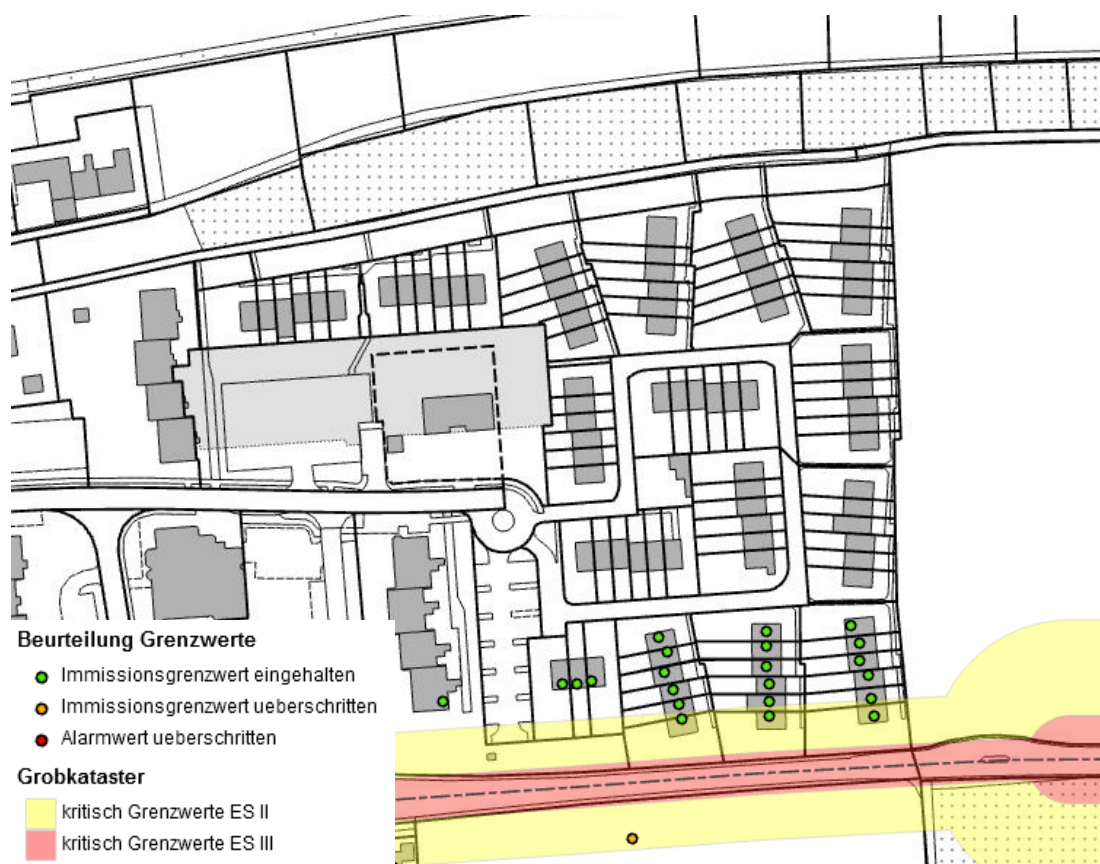 Beurteilung Grenzwerte
Immissionsgrenzwert eingehalten
Immissionsgrenzwert ueberschritten
Alarmwert ueberschritten
Grobkataster
kritisch Grenzwerte ES II
kritisch Grenzwerte ES III